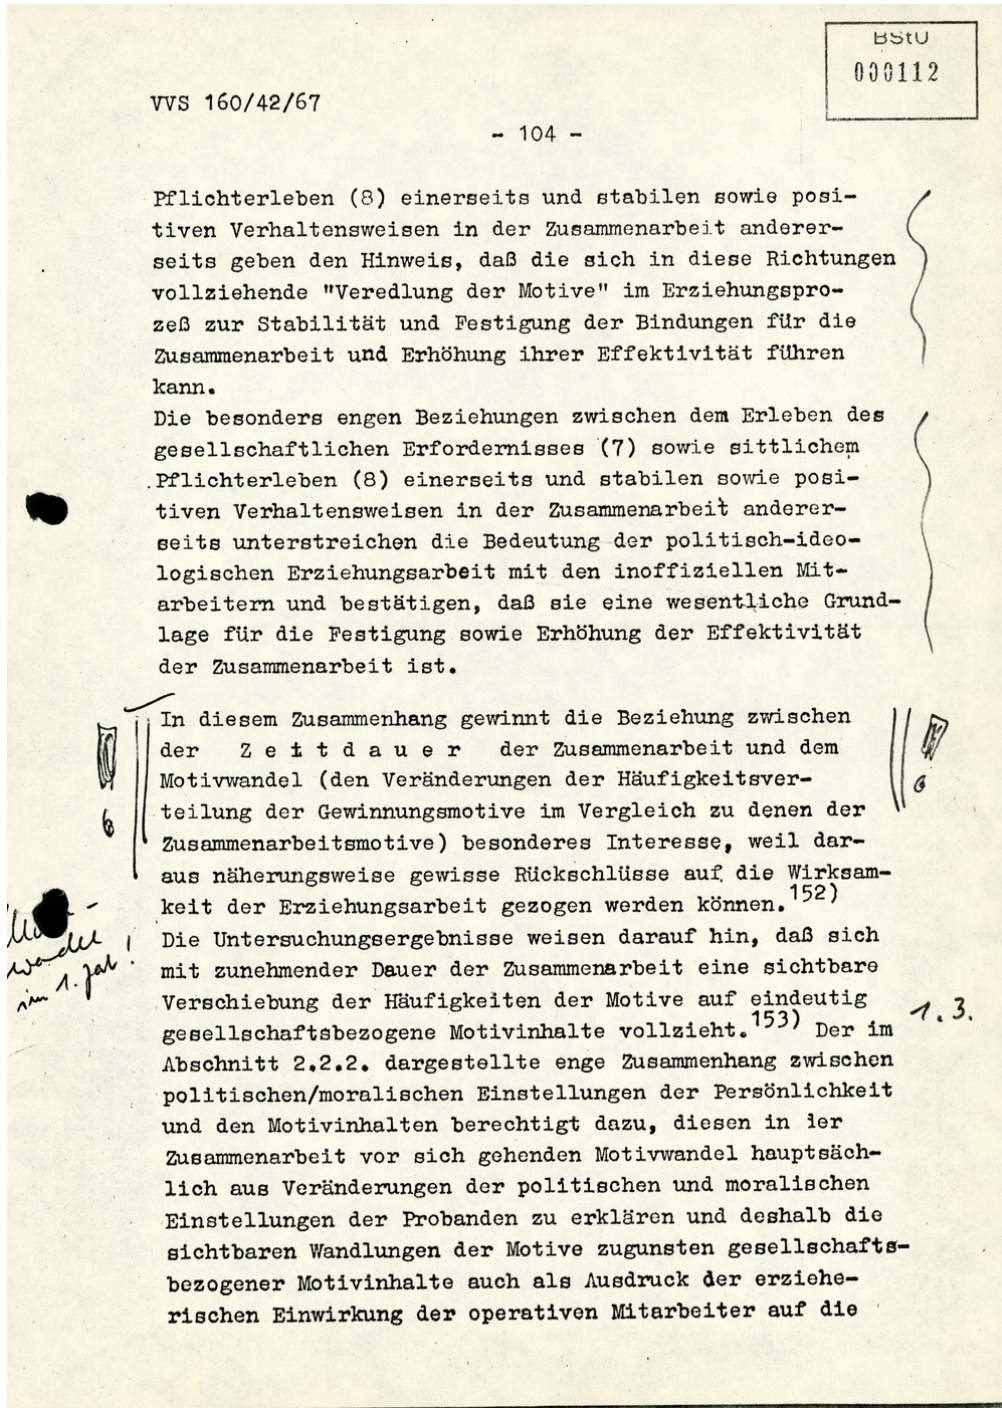 BStU
000112
VVS 160/42/67
- 104 -
Pflichterleben (8) einerseits und stabilen sowie posi-
tiven Verhaltensweisen in der Zusammenarbeit anderer-
seits geben den Hinweis, daß die sich in diese Richtungen
vollziehende "Veredlung der Motive" im Erziehungspro-
zeß zur Stabilität und Festigung der Bindungen für die
Zusammenarbeit und Erhöhung ihrer Effektivität führen
kann.
Die besonders engen Beziehungen zwischen dem Erleben des
gesellschaftlichen Erfordernisses (7) sowie sittlichem
Pflichterleben (8) einerseits und stabilen sowie posi-
tiven Verhaltensweisen in der Zusammenarbeit anderer-
seits unterstreichen die Bedeutung der politisch-ideo-
logischen Erziehungsarbeit mit den inoffiziellen Mit-
arbeitern und bestätigen, daß sie eine wesentliche Grund-
lage für die Festigung sowie Erhöhung der Effektivität
der Zusammenarbeit ist.
In diesem Zusammenhang gewinnt die Beziehung zwischen
der Z e i t d a u e r der Zusammenarbeit und dem
Motivwandel (den Veränderungen der Häufigkeitsver-
teilung der Gewinnungsmotive im Vergleich zu denen der
Zusammenarbeitsmotive) besonderes Interesse, weil dar-
aus näherungsweise gewisse Rückschlüsse auf die Wirksam-
keit der Erziehungsarbeit gezogen werden können.152)
Die Untersuchungsergebnisse weisen darauf hin, daß sich
mit zunehmender Dauer der Zusammenarbeit eine sichtbare
Verschiebung der Häufigkeiten der Motive auf eindeutig
gesellschaftsbezogene Motivinhalte vollzieht.153) Der im
Abschnitt 2.2.2. dargestellte enge Zusammenhang zwischen
politischen/moralischen Einstellungen der Persönlichkeit
und den Motivinhalten berechtigt dazu, diesen in der
Zusammenarbeit vor sich gehenden Motivwandel hauptsäch-
lich aus Veränderungen der politischen und moralischen
Einstellungen der Probanden zu erklären und deshalb die
sichtbaren Wandlungen der Motive zugunsten gesellschafts-
bezogener Motivinhalte auch als Ausdruck der erziehe-
rischen Einwirkung der operativen Mitarbeiter auf die
6
6
im 1. Jah!
1.3.